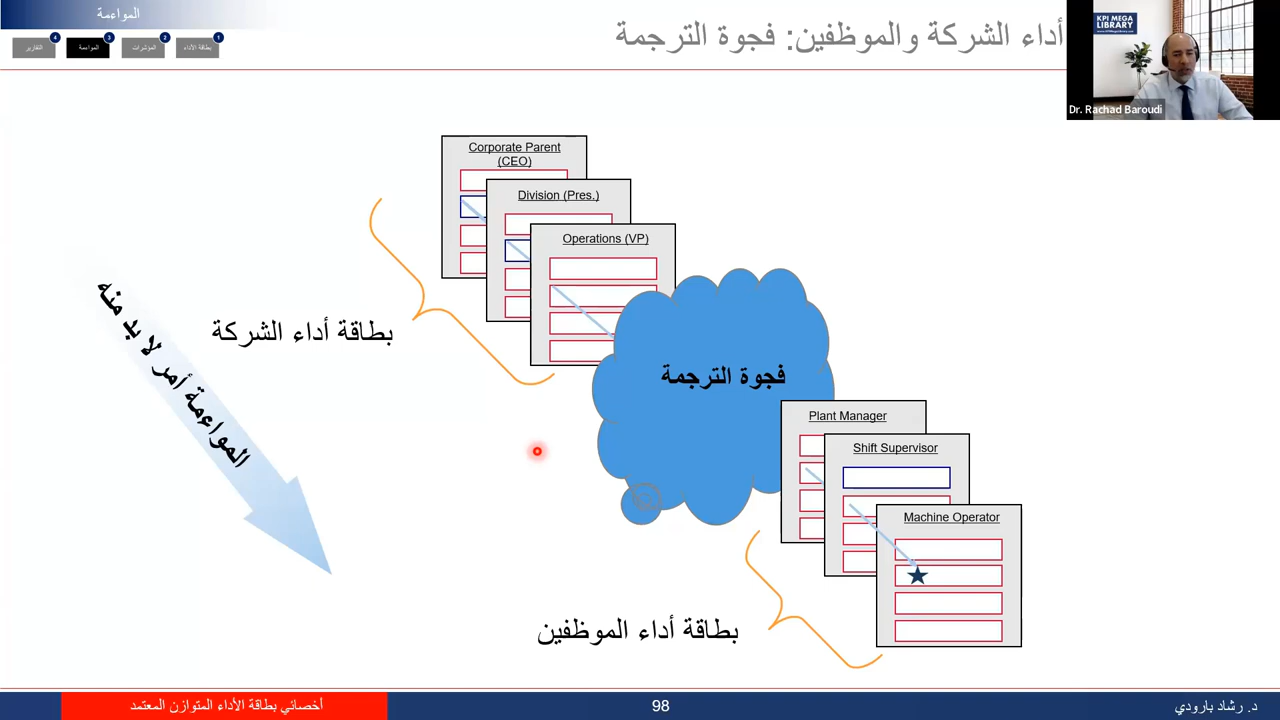 المواءمة
أداء الشركة والموظفين: فجوة الترجمة
1
بطاقة الأداء
2
المؤشرات
3
المواءمة
4
التقارير
KPI MEGA
LIBRARY
Dr. Rachad Baroudi
Corporate Parent
(CEO)
Division (Pres.)
Operations (VP)
بطاقة أداء الشركة
المواءمة أمر لا بد منه
فجوة الترجمة
Plant Manager
Shift Supervisor
Machine Operator
بطاقة أداء الموظفين
د. رشاد بارودي
98
أخصائي بطاقة الأداء المتوازن المعتمد